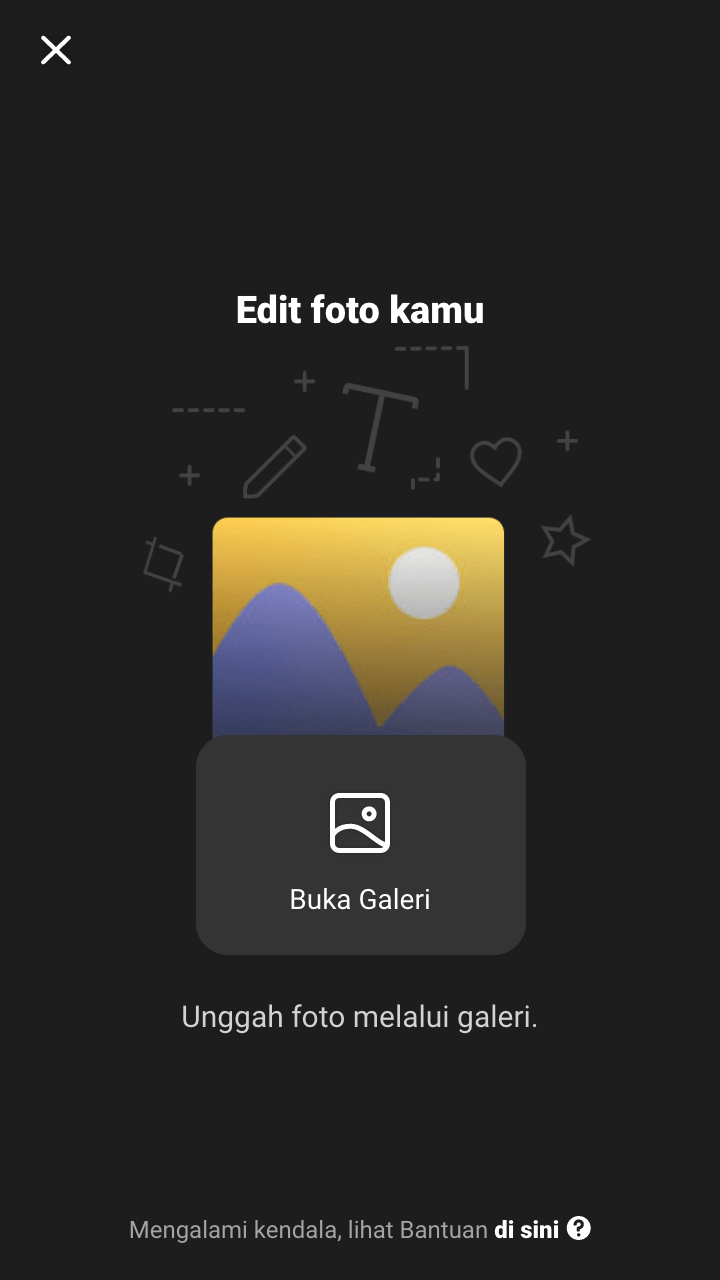 Edit foto kamu
Buka Galeri
Unggah foto melalui galeri.
Mengalami kendala, lihat Bantuan di sini